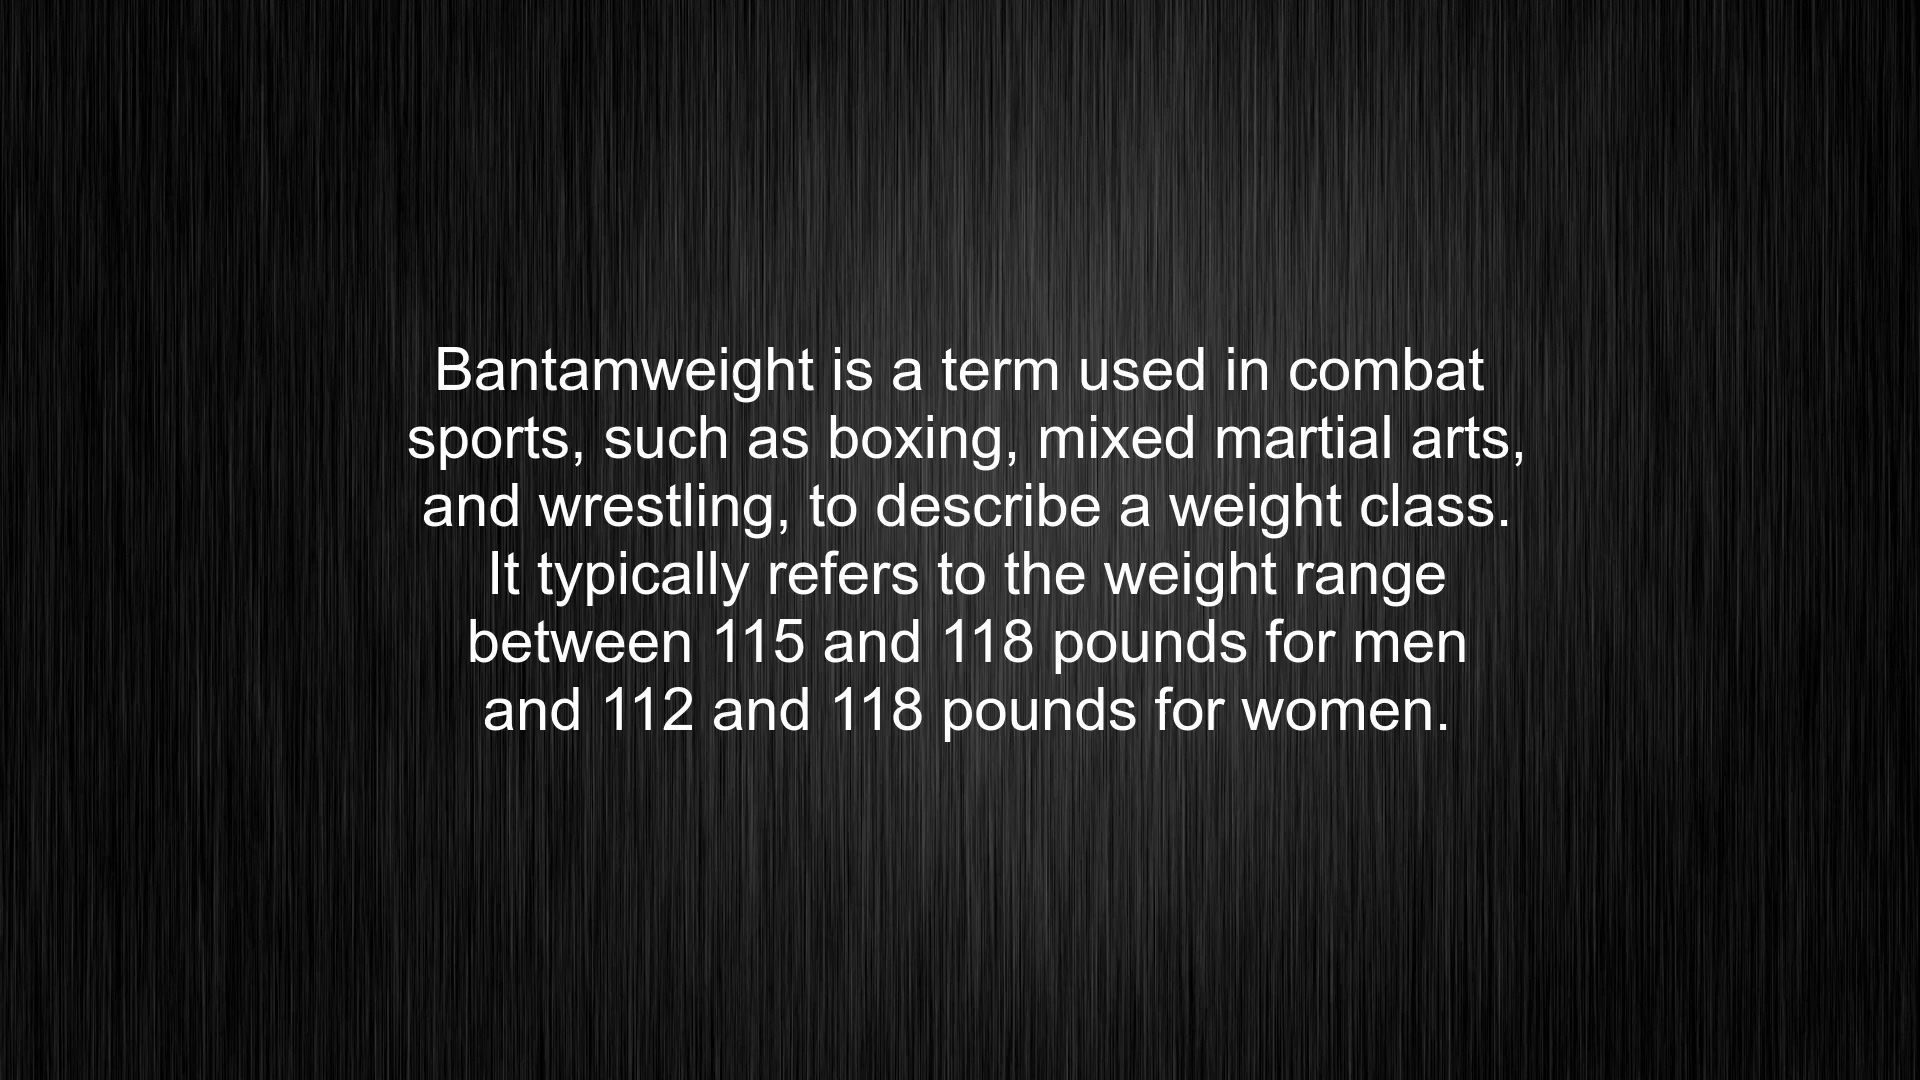 Bantamweight is a term used in combat
sports, such as boxing, mixed martial arts,
and wrestling, to describe a weight class.
It typically refers to the weight range
between 115 and 118 pounds for men
and 112 and 118 pounds for women.